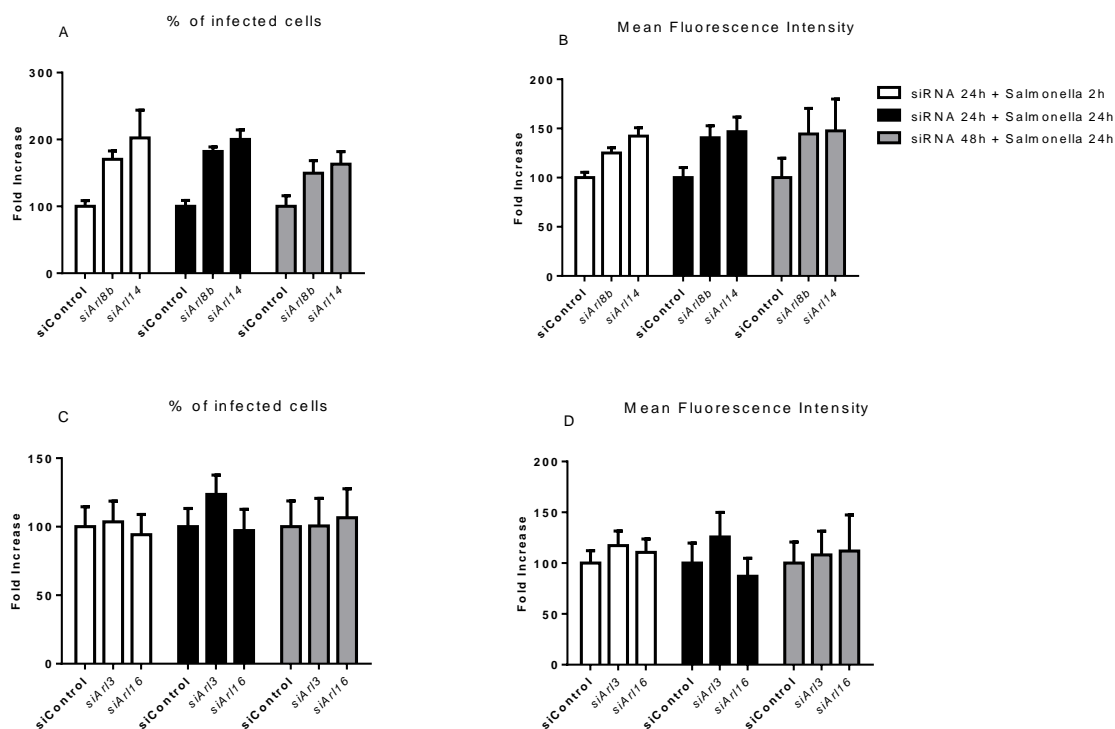 A
% of infected cells
Fold Increase
300
200
100
0
siControl
siArl8b
siArl14
siControl
siArl8b
siArl14
siControl
siArl8b
siArl14
B
Mean Fluorescence Intensity
Fold Increase
200
150
100
50
0
siControl
siArl8b
siArl14
siControl
siArl8b
siArl14
siControl
siArl8b
siArl14
siRNA 24h + Salmonella 2h
siRNA 24h + Salmonella 24h
siRNA 48h + Salmonella 24h
C
% of infected cells
Fold Increase
150
100
50
0
siControl
siArl3
siArl16
siControl
siArl3
siArl16
siControl
siArl3
siArl16
D
Mean Fluorescence Intensity
Fold Increase
200
150
100
50
0
siControl
siArl3
siArl16
siControl
siArl3
siArl16
siControl
siArl3
siArl16